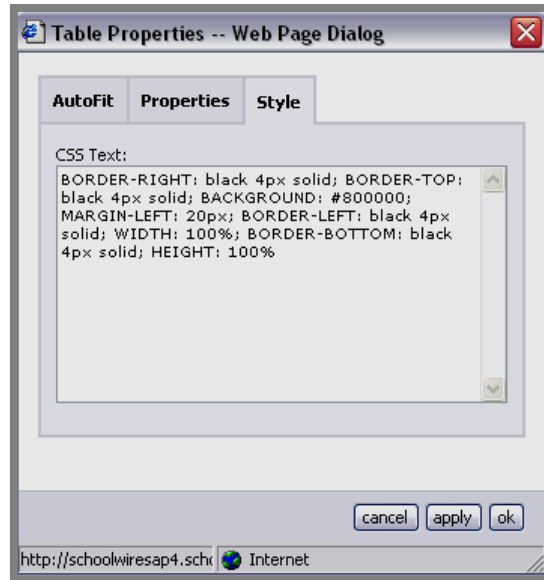 Table Properties -- Web Page Dialog
AutoFit Properties Style
CSS Text:
BORDER-RIGHT: black 4px solid; BORDER-TOP:
black 4px solid; BACKGROUND: #800000;
MARGIN-LEFT: 20px; BORDER-LEFT: black 4px
solid; WIDTH: 100%; BORDER-BOTTOM: black
4px solid; HEIGHT: 100%
cancel apply ok
http://schoolwiresap4.scho Internet